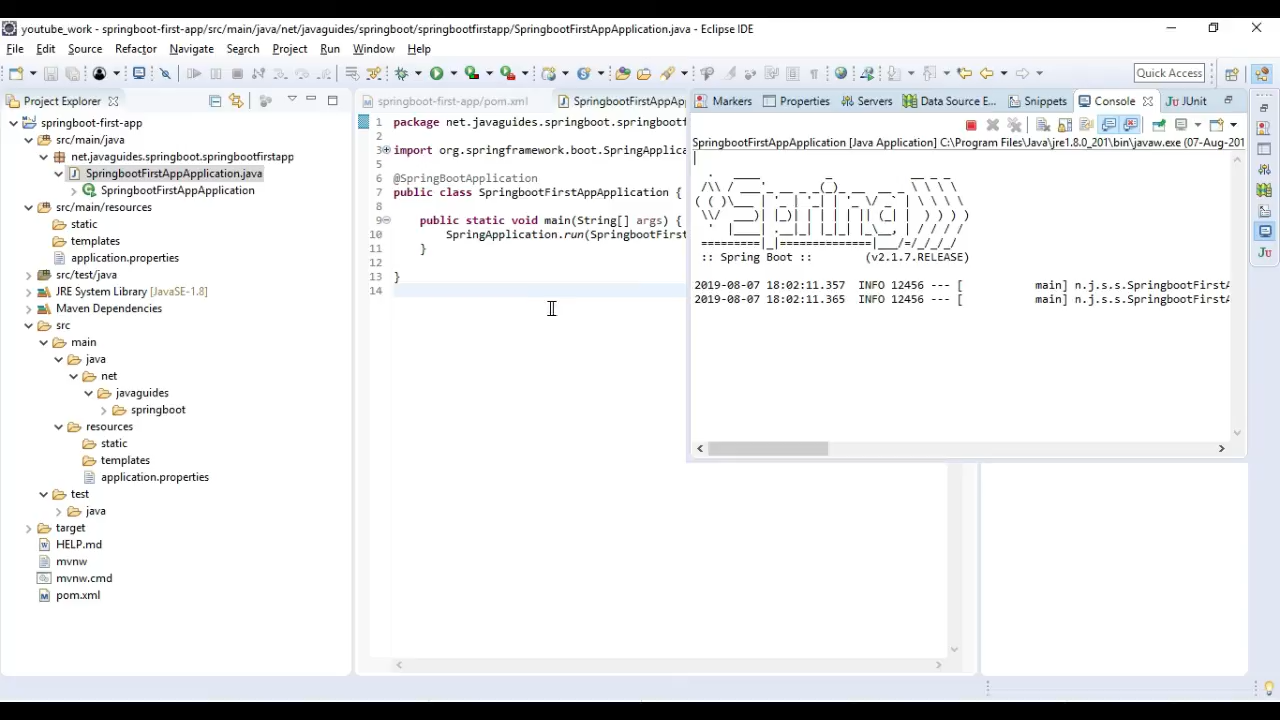 youtube_work - springboot-first-app/src/main/java/net/javaguides/springboot/springbootfirstapp/SpringbootFirstAppApplication.java - Eclipse IDE
File Edit Source Refactor Navigate Search Project Run Window Help
Quick Access
Project Explorer
springboot-first-app
src/main/java
net.javaguides.springboot.springbootfirstapp
SpringbootFirstAppApplication.java
SpringbootFirstAppApplication
src/main/resources
static
templates
application.properties
src/test/java
JRE System Library [JavaSE-1.8]
Maven Dependencies
src
main
java
net
javaguides
springboot
resources
static
templates
application.properties
test
java
target
HELP.md
mvnw
mvnw.cmd
pom.xml
springboot-first-app/pom.xml SpringbootFirstAppAp
1 package net.javaguides.springboot.springbootf
2
3 import org.springframework.boot.SpringApplica
5
6 @SpringBootApplication
7 public class SpringbootFirstAppApplication {
8
9 public static void main(String[] args) {
10 SpringApplication.run(SpringbootFirst
11 }
12
13 }
14
Markers Properties Servers Data Source E... Snippets Console JUnit
SpringbootFirstAppApplication [Java Application] C:\Program Files\Java\jre1.8.0_201\bin\javaw.exe (07-Aug-201
Spring
:: Spring Boot :: (v2.1.7.RELEASE)
2019-08-07 18:02:11.357 INFO 12456 --- [ main] n.j.s.s.SpringbootFirstA
2019-08-07 18:02:11.365 INFO 12456 --- [ main] n.j.s.s.SpringbootFirstA